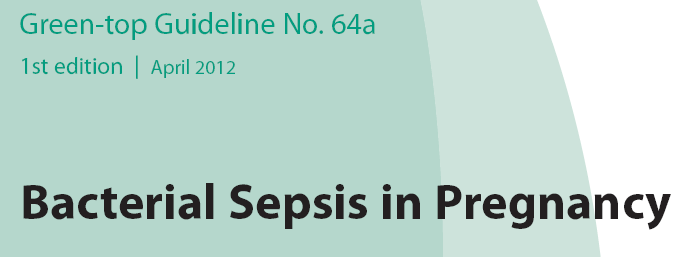 Green-top Guideline No. 64a
1st edition | April 2012
Bacterial Sepsis in Pregnancy